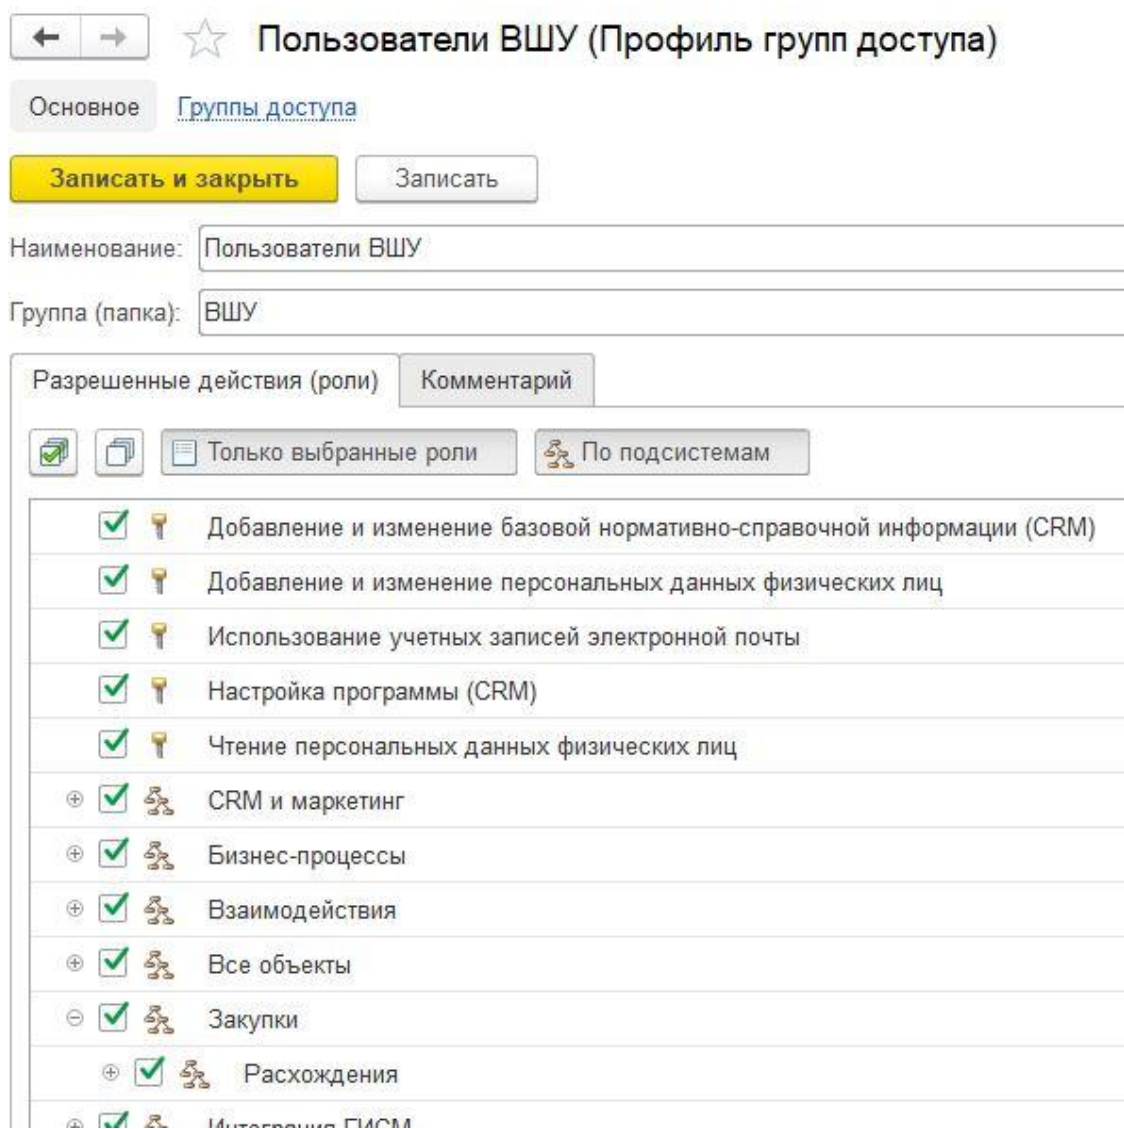 Пользователи ВШУ (Профиль групп доступа)
Основное Группы доступа
Записать и закрыть Записать
Наименование: Пользователи ВШУ
Группа (папка): ВШУ
Разрешенные действия (роли) Комментарий
Только выбранные роли По подсистемам
Добавление и изменение базовой нормативно-справочной информации (CRM)
Добавление и изменение персональных данных физических лиц
Использование учетных записей электронной почты
Настройка программы (CRM)
Чтение персональных данных физических лиц
CRM и маркетинг
Бизнес-процессы
Взаимодействия
Все объекты
Закупки
Расхождения
Интеграция ГИСМ